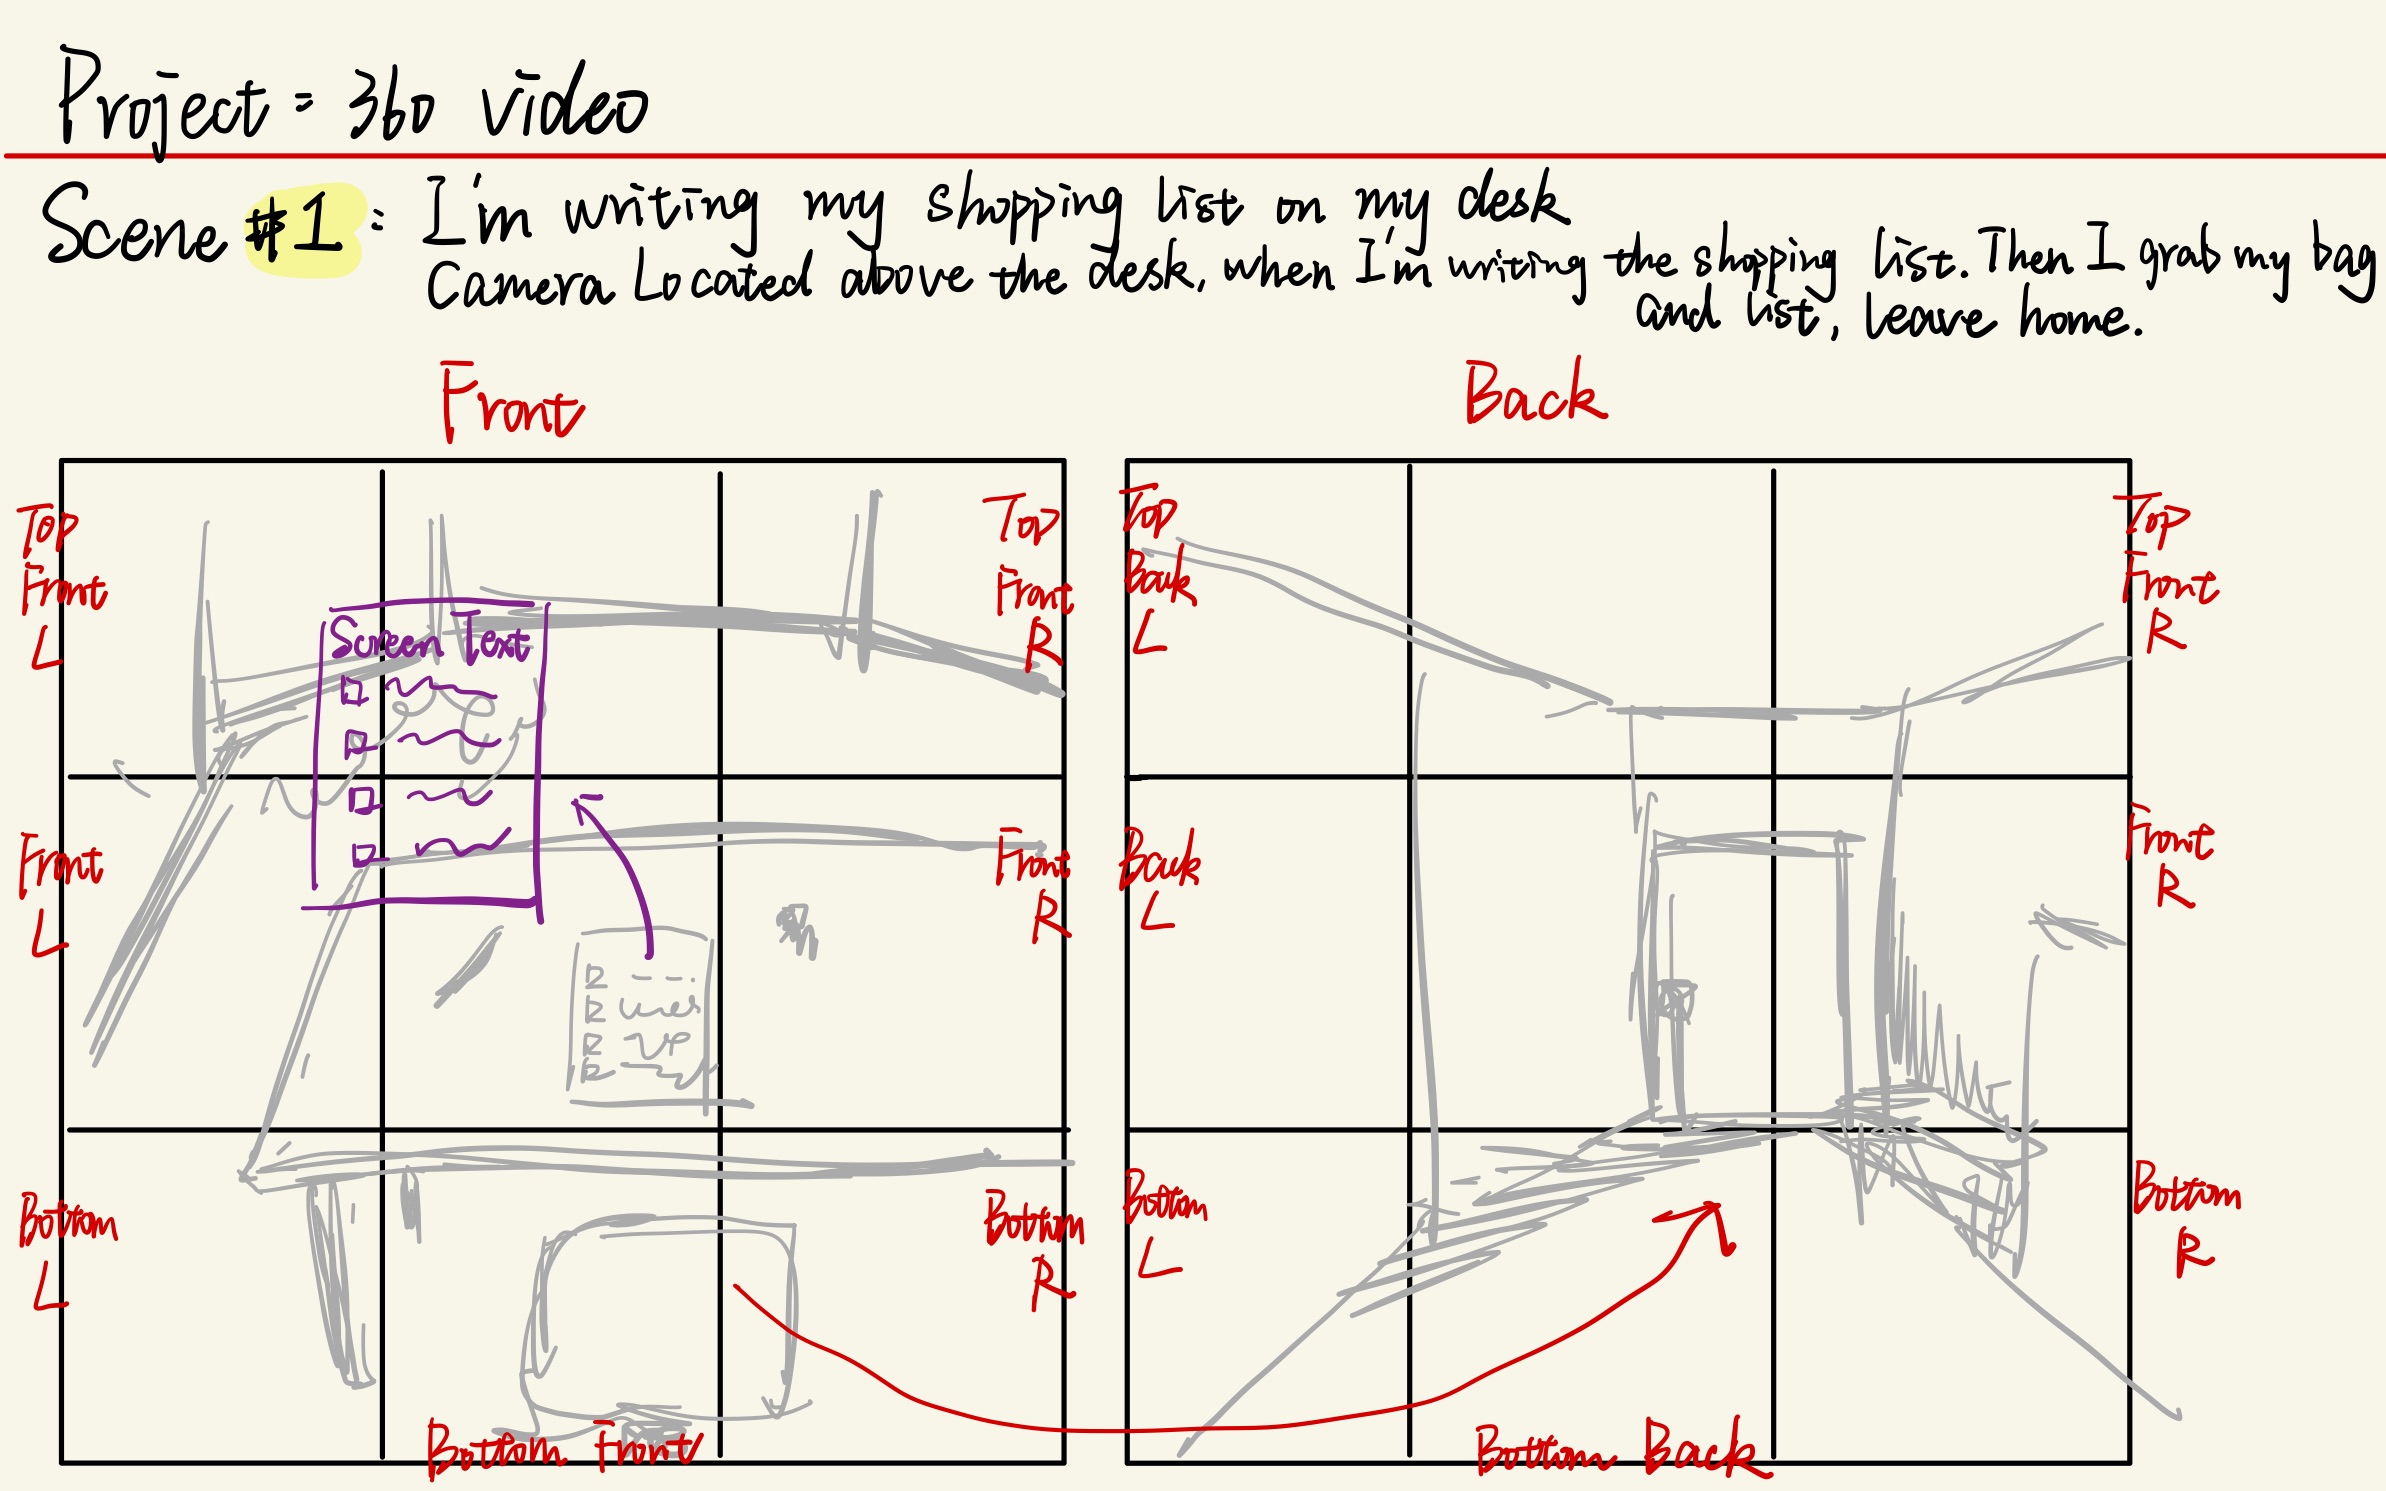 Project = 360 video
Scene #1: I'm writing my shopping list on my desk
Camera Located above the desk, when I'm writing the shopping list. Then I grab my bag
and list, leave home.
Front
Back
Top
Front
L
Top
Front
R
Top
Back
L
Top
Front
R
Screen Text
Front
L
Front
R
Back
L
Front
R
Bottom
L
Bottom
R
Bottom
L
Bottom
R
Bottom Front
Bottom Back